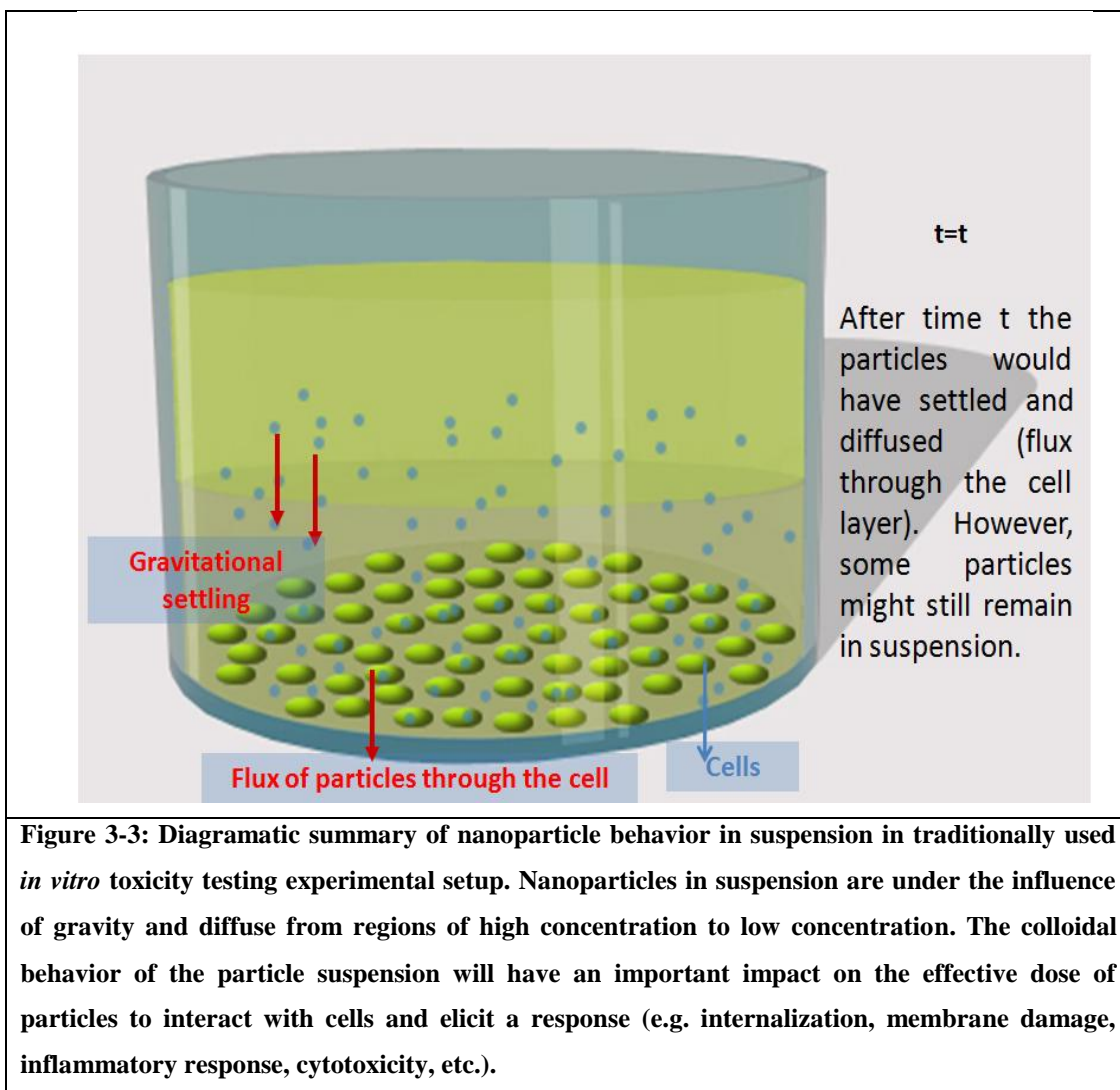 t=t
After time t the
particles would
have settled and
diffused (flux
through the cell
layer). However,
some particles
might still remain
in suspension.
Gravitational
settling
Flux of particles through the cell
Cells
Figure 3-3: Diagramatic summary of nanoparticle behavior in suspension in traditionally used
in vitro toxicity testing experimental setup. Nanoparticles in suspension are under the influence
of gravity and diffuse from regions of high concentration to low concentration. The colloidal
behavior of the particle suspension will have an important impact on the effective dose of
particles to interact with cells and elicit a response (e.g. internalization, membrane damage,
inflammatory response, cytotoxicity, etc.).